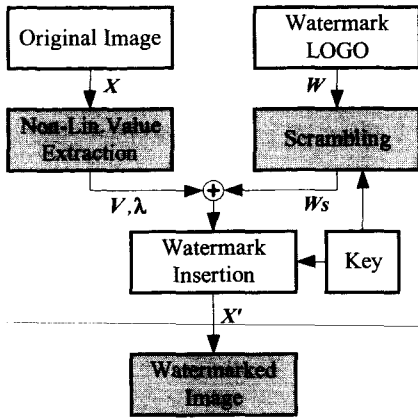 Original Image
Watermark
LOGO
X
W
Non-Lin. Value
Extraction
Scrambling
+
V,λ
Ws
Watermark
Insertion
Key
X'
Watermarked
Image